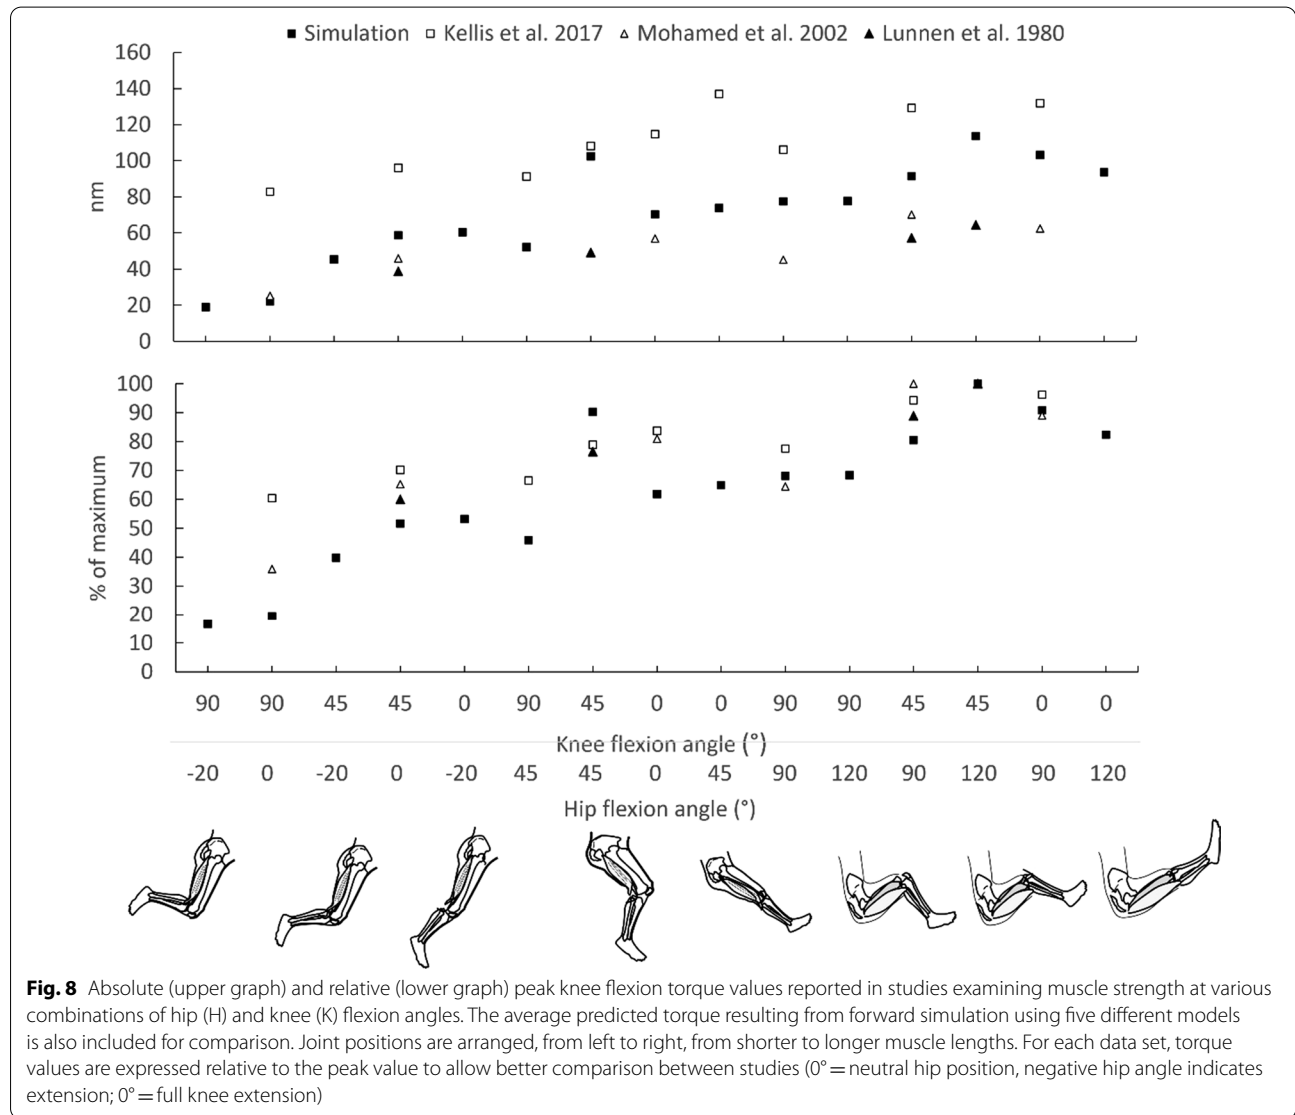 ■ Simulation □ Kellis et al. 2017 △ Mohamed et al. 2002 ▲ Lunnen et al. 1980
160
140
120
100
80
60
40
20
0
nm
100
90
80
70
60
50
40
30
20
10
0
% of maximum
90 90 45 45 0 90 45 0 0 90 90 45 45 0 0
Knee flexion angle (°)
-20 0 -20 0 -20 45 45 0 45 90 120 90 120 90 120
Hip flexion angle (°)
Fig. 8 Absolute (upper graph) and relative (lower graph) peak knee flexion torque values reported in studies examining muscle strength at various
combinations of hip (H) and knee (K) flexion angles. The average predicted torque resulting from forward simulation using five different models
is also included for comparison. Joint positions are arranged, from left to right, from shorter to longer muscle lengths. For each data set, torque
values are expressed relative to the peak value to allow better comparison between studies (0° = neutral hip position, negative hip angle indicates
extension; 0° = full knee extension)